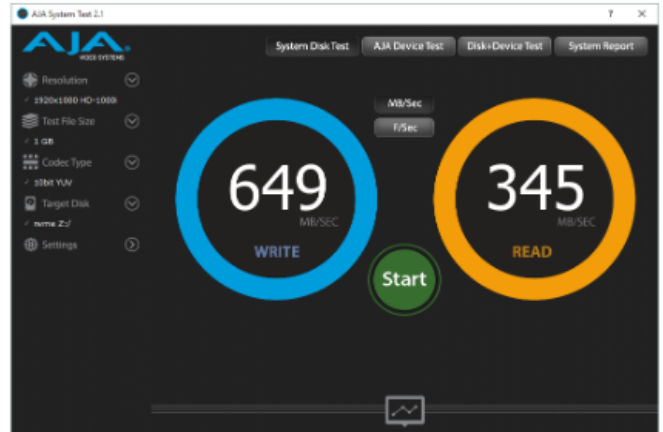 AJA System Test 2.1
? ×
AJA
VIDEO SYSTEMS
System Disk Test
AJA Device Test
Disk+Device Test
System Report
Resolution
✓ 1920x1080 HD-1080i
Test File Size
✓ 1 GB
Codec Type
✓ 10bit YUV
Target Disk
✓ nvme Z:/
Settings
MB/Sec
F/Sec
649
MB/SEC
WRITE
345
MB/SEC
READ
Start